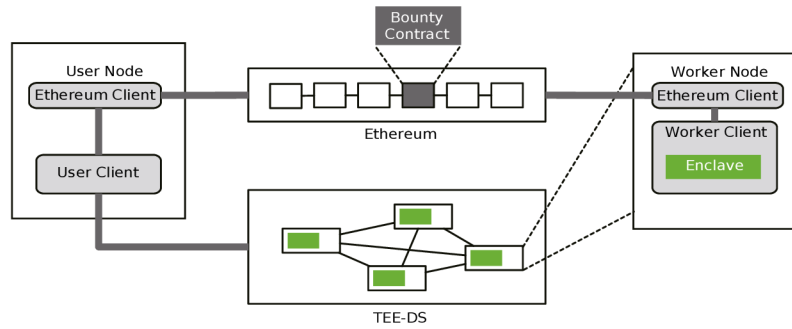 Bounty
Contract
User Node
Ethereum Client
User Client
Ethereum
TEE-DS
Worker Node
Ethereum Client
Worker Client
Enclave